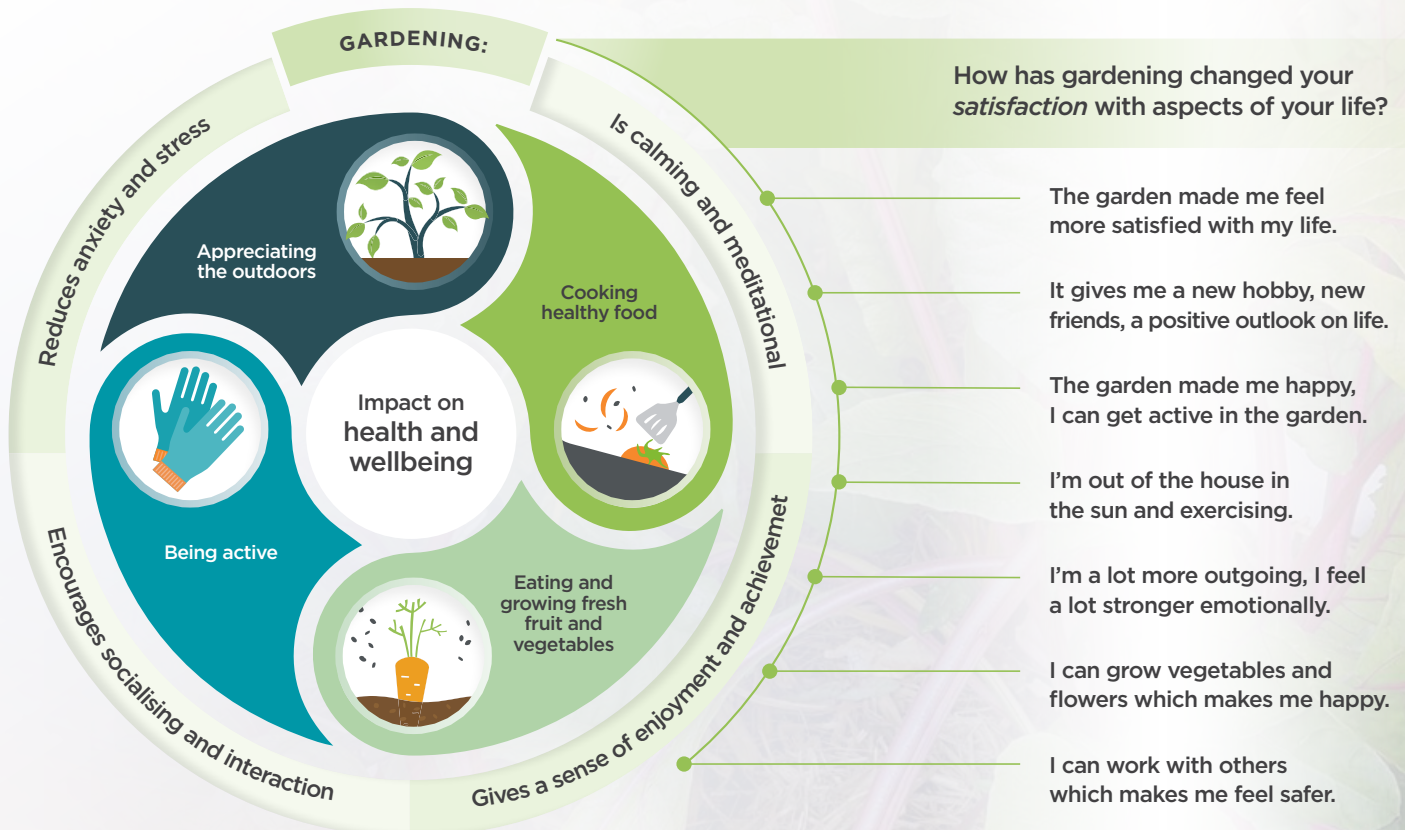 GARDENING:
Reduces anxiety and stress
Is calming and meditational
Encourages socialising and interaction
Gives a sense of enjoyment and achievemet
Appreciating
the outdoors
Cooking
healthy food
Impact on
health and
wellbeing
Being active
Eating and
growing fresh
fruit and
vegetables
How has gardening changed your
satisfaction with aspects of your life?
The garden made me feel
more satisfied with my life.
It gives me a new hobby, new
friends, a positive outlook on life.
The garden made me happy,
I can get active in the garden.
I'm out of the house in
the sun and exercising.
I'm a lot more outgoing, I feel
a lot stronger emotionally.
I can grow vegetables and
flowers which makes me happy.
I can work with others
which makes me feel safer.